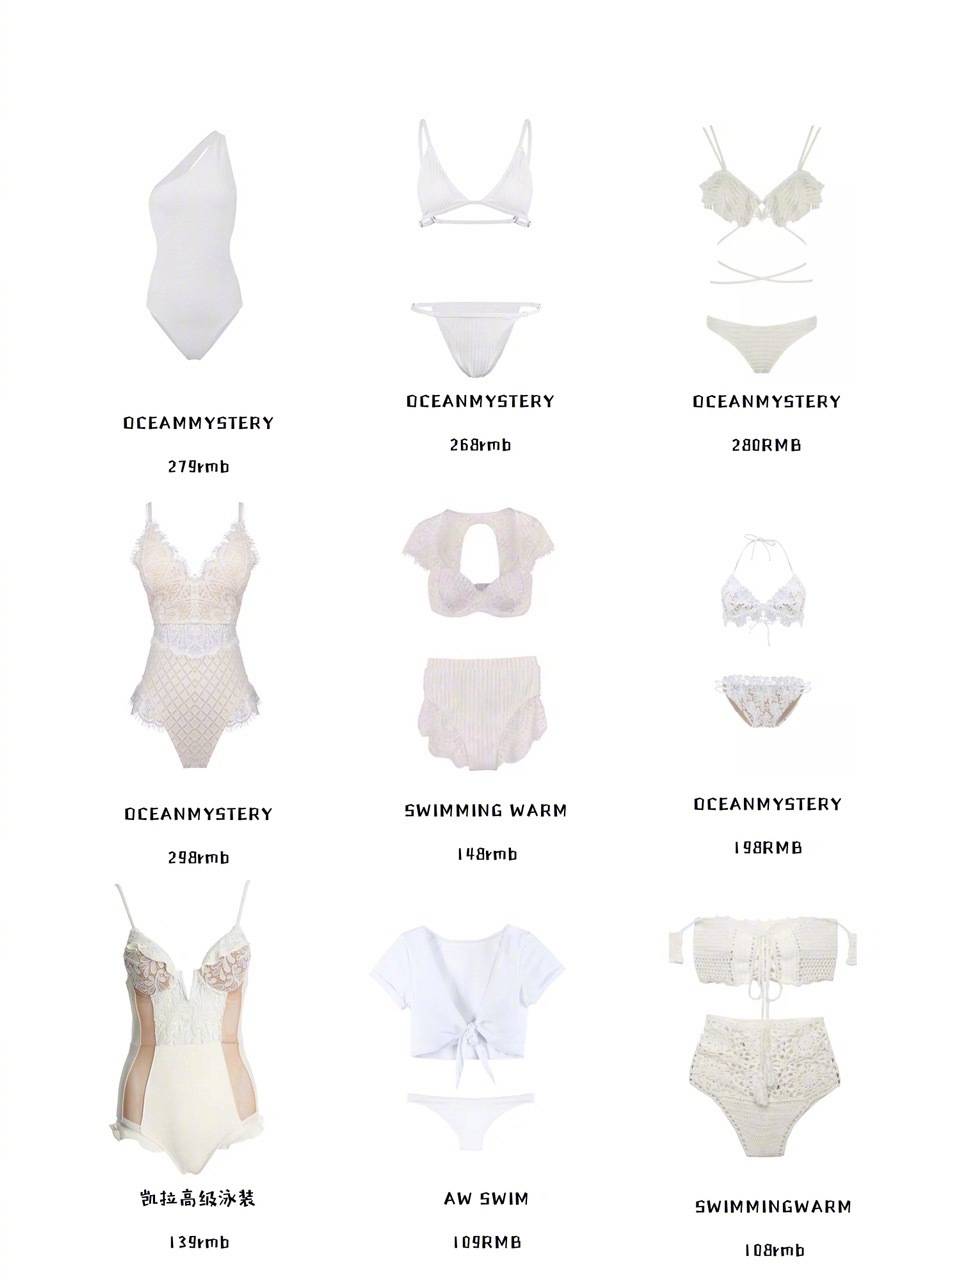 OCEAMMYSTERY
279rmb
OCEANMYSTERY
268rmb
OCEANMYSTERY
280RMB
OCEANMYSTERY
298rmb
SWIMMING WARM
148rmb
OCEANMYSTERY
198RMB
凯拉高级泳装
139rmb
AW SWIM
109RMB
SWIMMINGWARM
108rmb